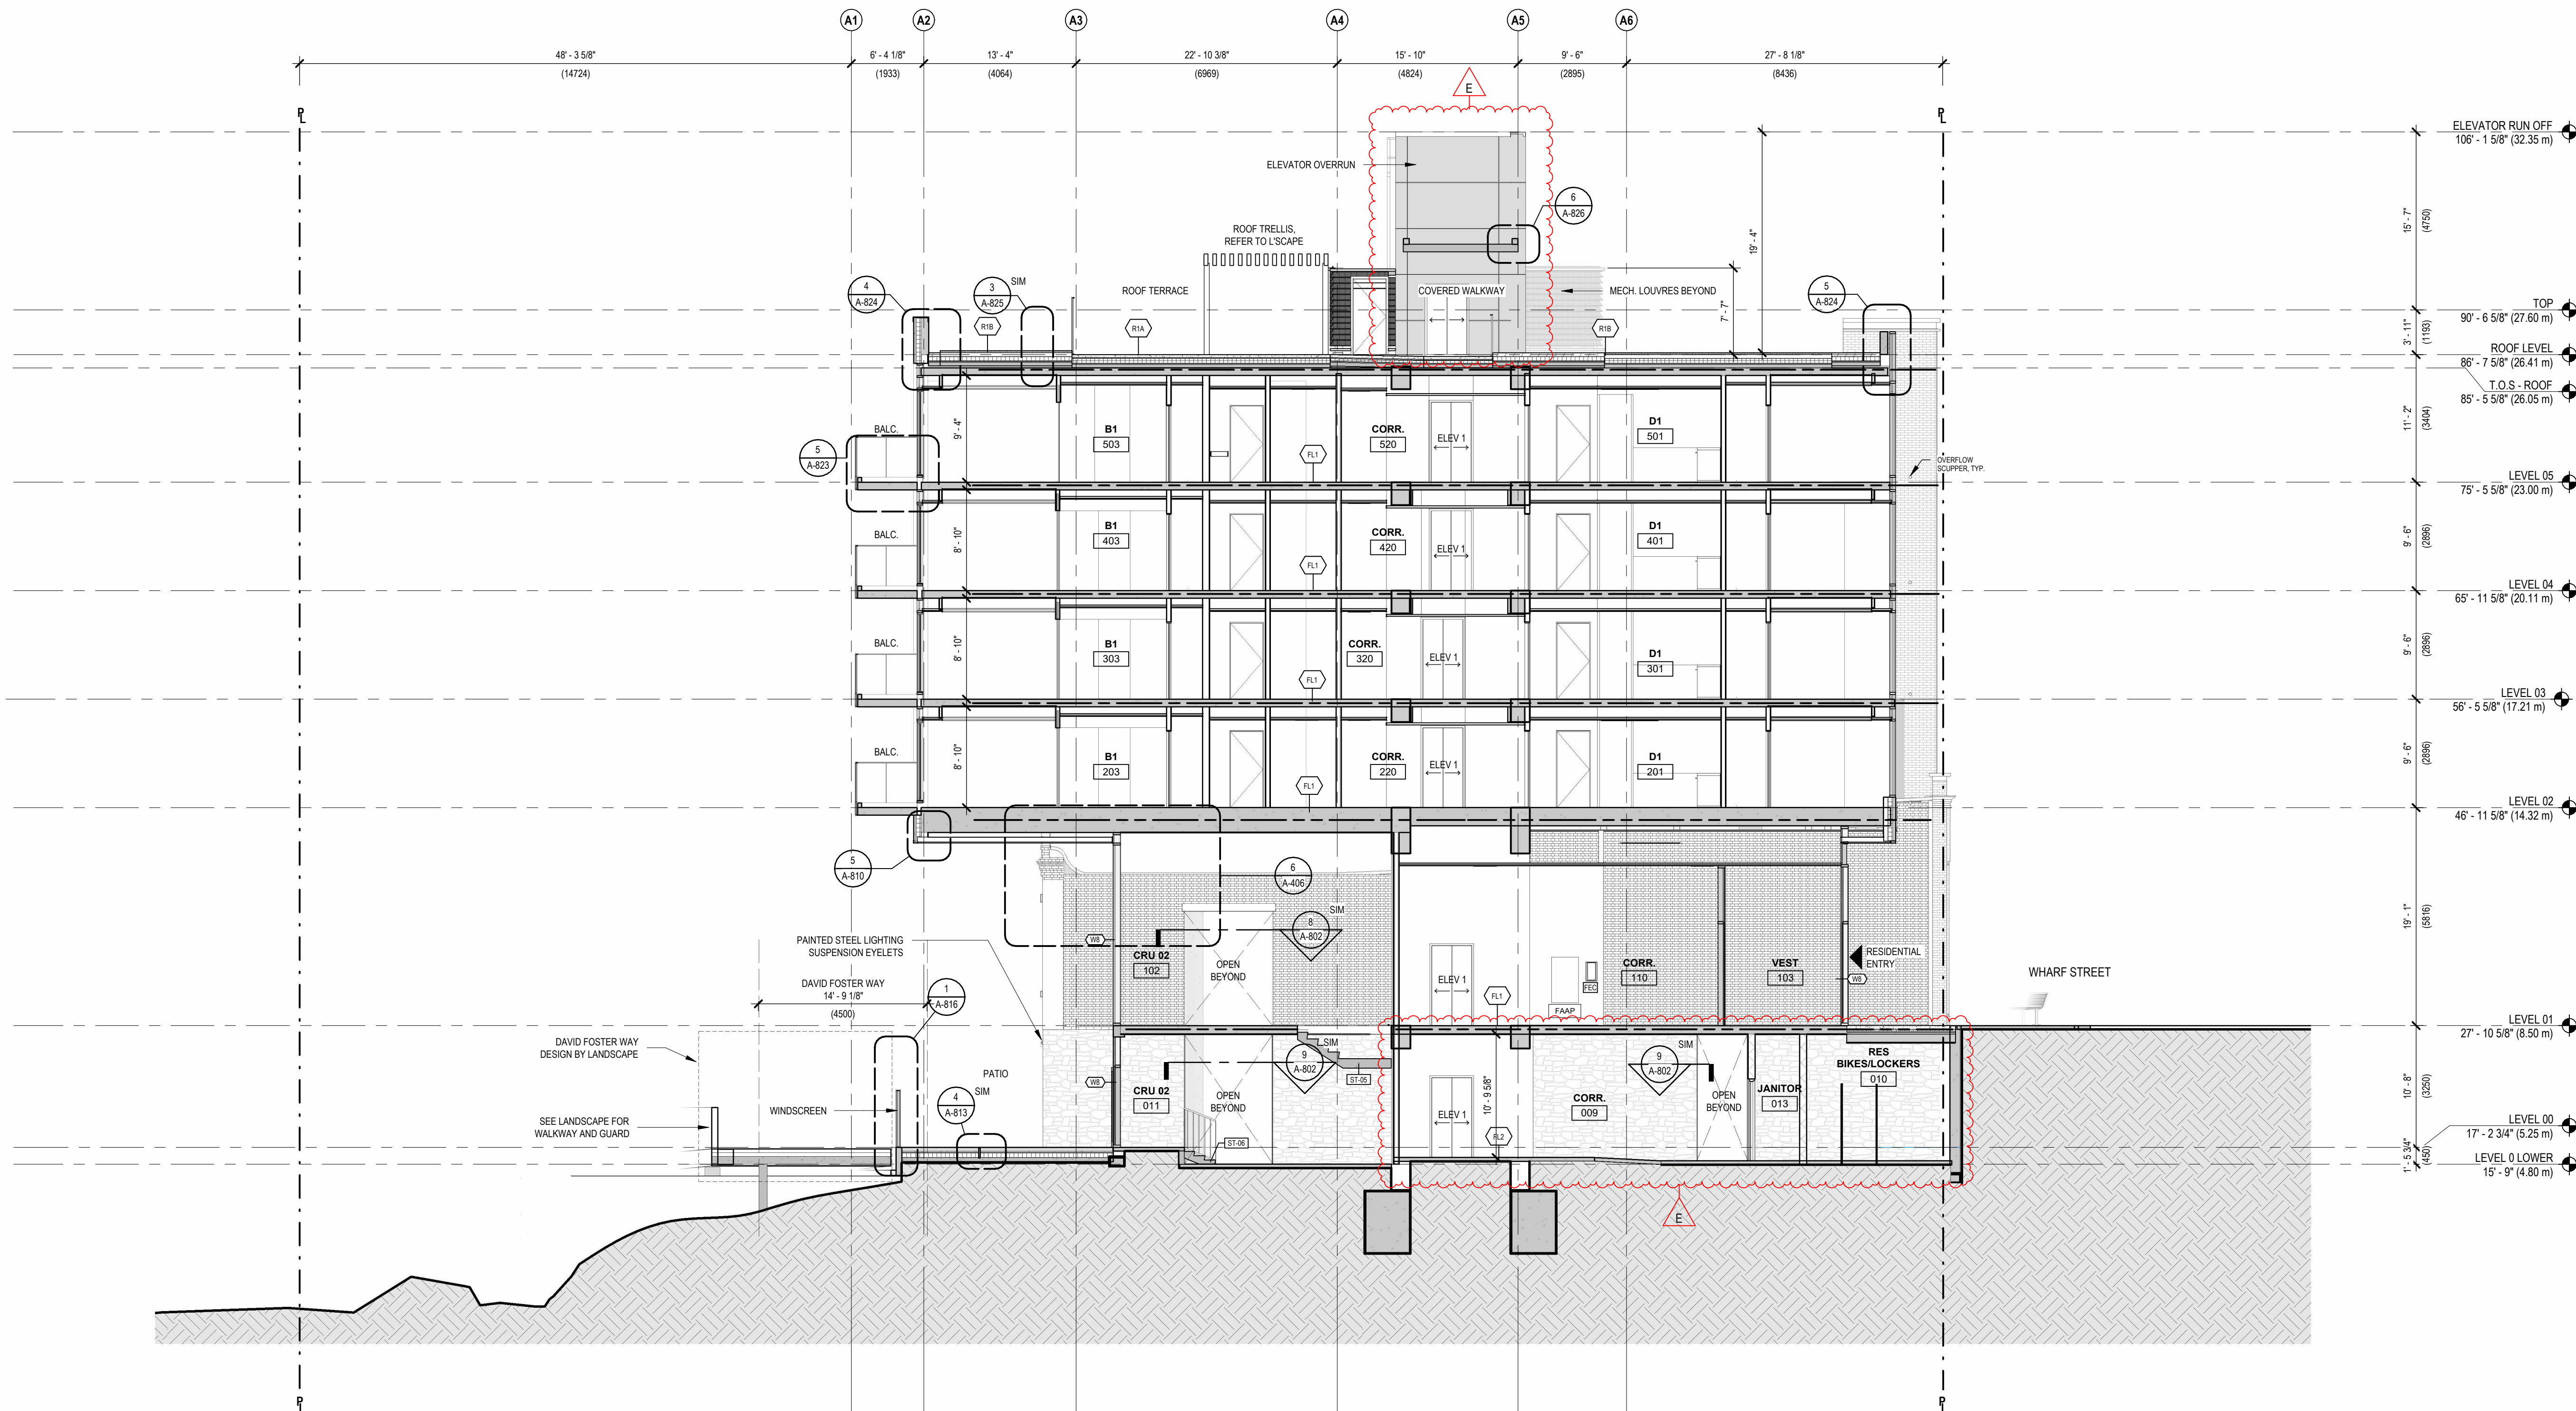 A1
A2
A3
A4
A5
A6
48' - 3 5/8"
(14724)
6' - 4 1/8"
(1933)
13' - 4"
(4064)
22' - 10 3/8"
(6969)
15' - 10"
(4824)
9' - 6"
(2895)
27' - 8 1/8"
(8436)
E
PL
PL
ELEVATOR RUN OFF
106' - 1 5/8" (32.35 m)
ELEVATOR OVERRUN
6
A-826
15' - 7"
(4750)
19' - 4"
ROOF TRELLIS,
REFER TO L'SCAPE
4
A-824
3
A-825
SIM
ROOF TERRACE
COVERED WALKWAY
MECH. LOUVRES BEYOND
7' - 7"
5
A-824
R1B
R1A
R1B
TOP
90' - 6 5/8" (27.60 m)
3' - 11"
(1193)
ROOF LEVEL
86' - 7 5/8" (26.41 m)
T.O.S - ROOF
85' - 5 5/8" (26.05 m)
BALC.
9' - 4"
B1
503
CORR.
520
ELEV 1
D1
501
11' - 2"
(3404)
5
A-823
FL1
OVERFLOW
SCUPPER, TYP.
LEVEL 05
75' - 5 5/8" (23.00 m)
BALC.
8' - 10"
B1
403
CORR.
420
ELEV 1
D1
401
9' - 6"
(2896)
FL1
LEVEL 04
65' - 11 5/8" (20.11 m)
BALC.
8' - 10"
B1
303
CORR.
320
ELEV 1
D1
301
9' - 6"
(2896)
FL1
LEVEL 03
56' - 5 5/8" (17.21 m)
BALC.
8' - 10"
B1
203
CORR.
220
ELEV 1
D1
201
9' - 6"
(2896)
FL1
LEVEL 02
46' - 11 5/8" (14.32 m)
5
A-810
6
A-406
SIM
8
A-802
19' - 1"
(5816)
PAINTED STEEL LIGHTING
SUSPENSION EYELETS
W8
CRU 02
102
OPEN
BEYOND
ELEV 1
FEC
FAAP
CORR.
110
VEST
103
RESIDENTIAL
ENTRY
W8
WHARF STREET
DAVID FOSTER WAY
14' - 9 1/8"
(4500)
1
A-816
FL1
LEVEL 01
27' - 10 5/8" (8.50 m)
DAVID FOSTER WAY
DESIGN BY LANDSCAPE
PATIO
SIM
9
A-802
ST-05
SIM
9
A-802
RES
BIKES/LOCKERS
010
W8
CRU 02
011
OPEN
BEYOND
ELEV 1
10' - 9 5/8"
CORR.
009
OPEN
BEYOND
JANITOR
013
10' - 8"
(3250)
WINDSCREEN
SIM
4
A-813
SEE LANDSCAPE FOR
WALKWAY AND GUARD
ST-06
FL2
LEVEL 00
17' - 2 3/4" (5.25 m)
1' - 5 3/4"
(450)
LEVEL 0 LOWER
15' - 9" (4.80 m)
E
PL
PL